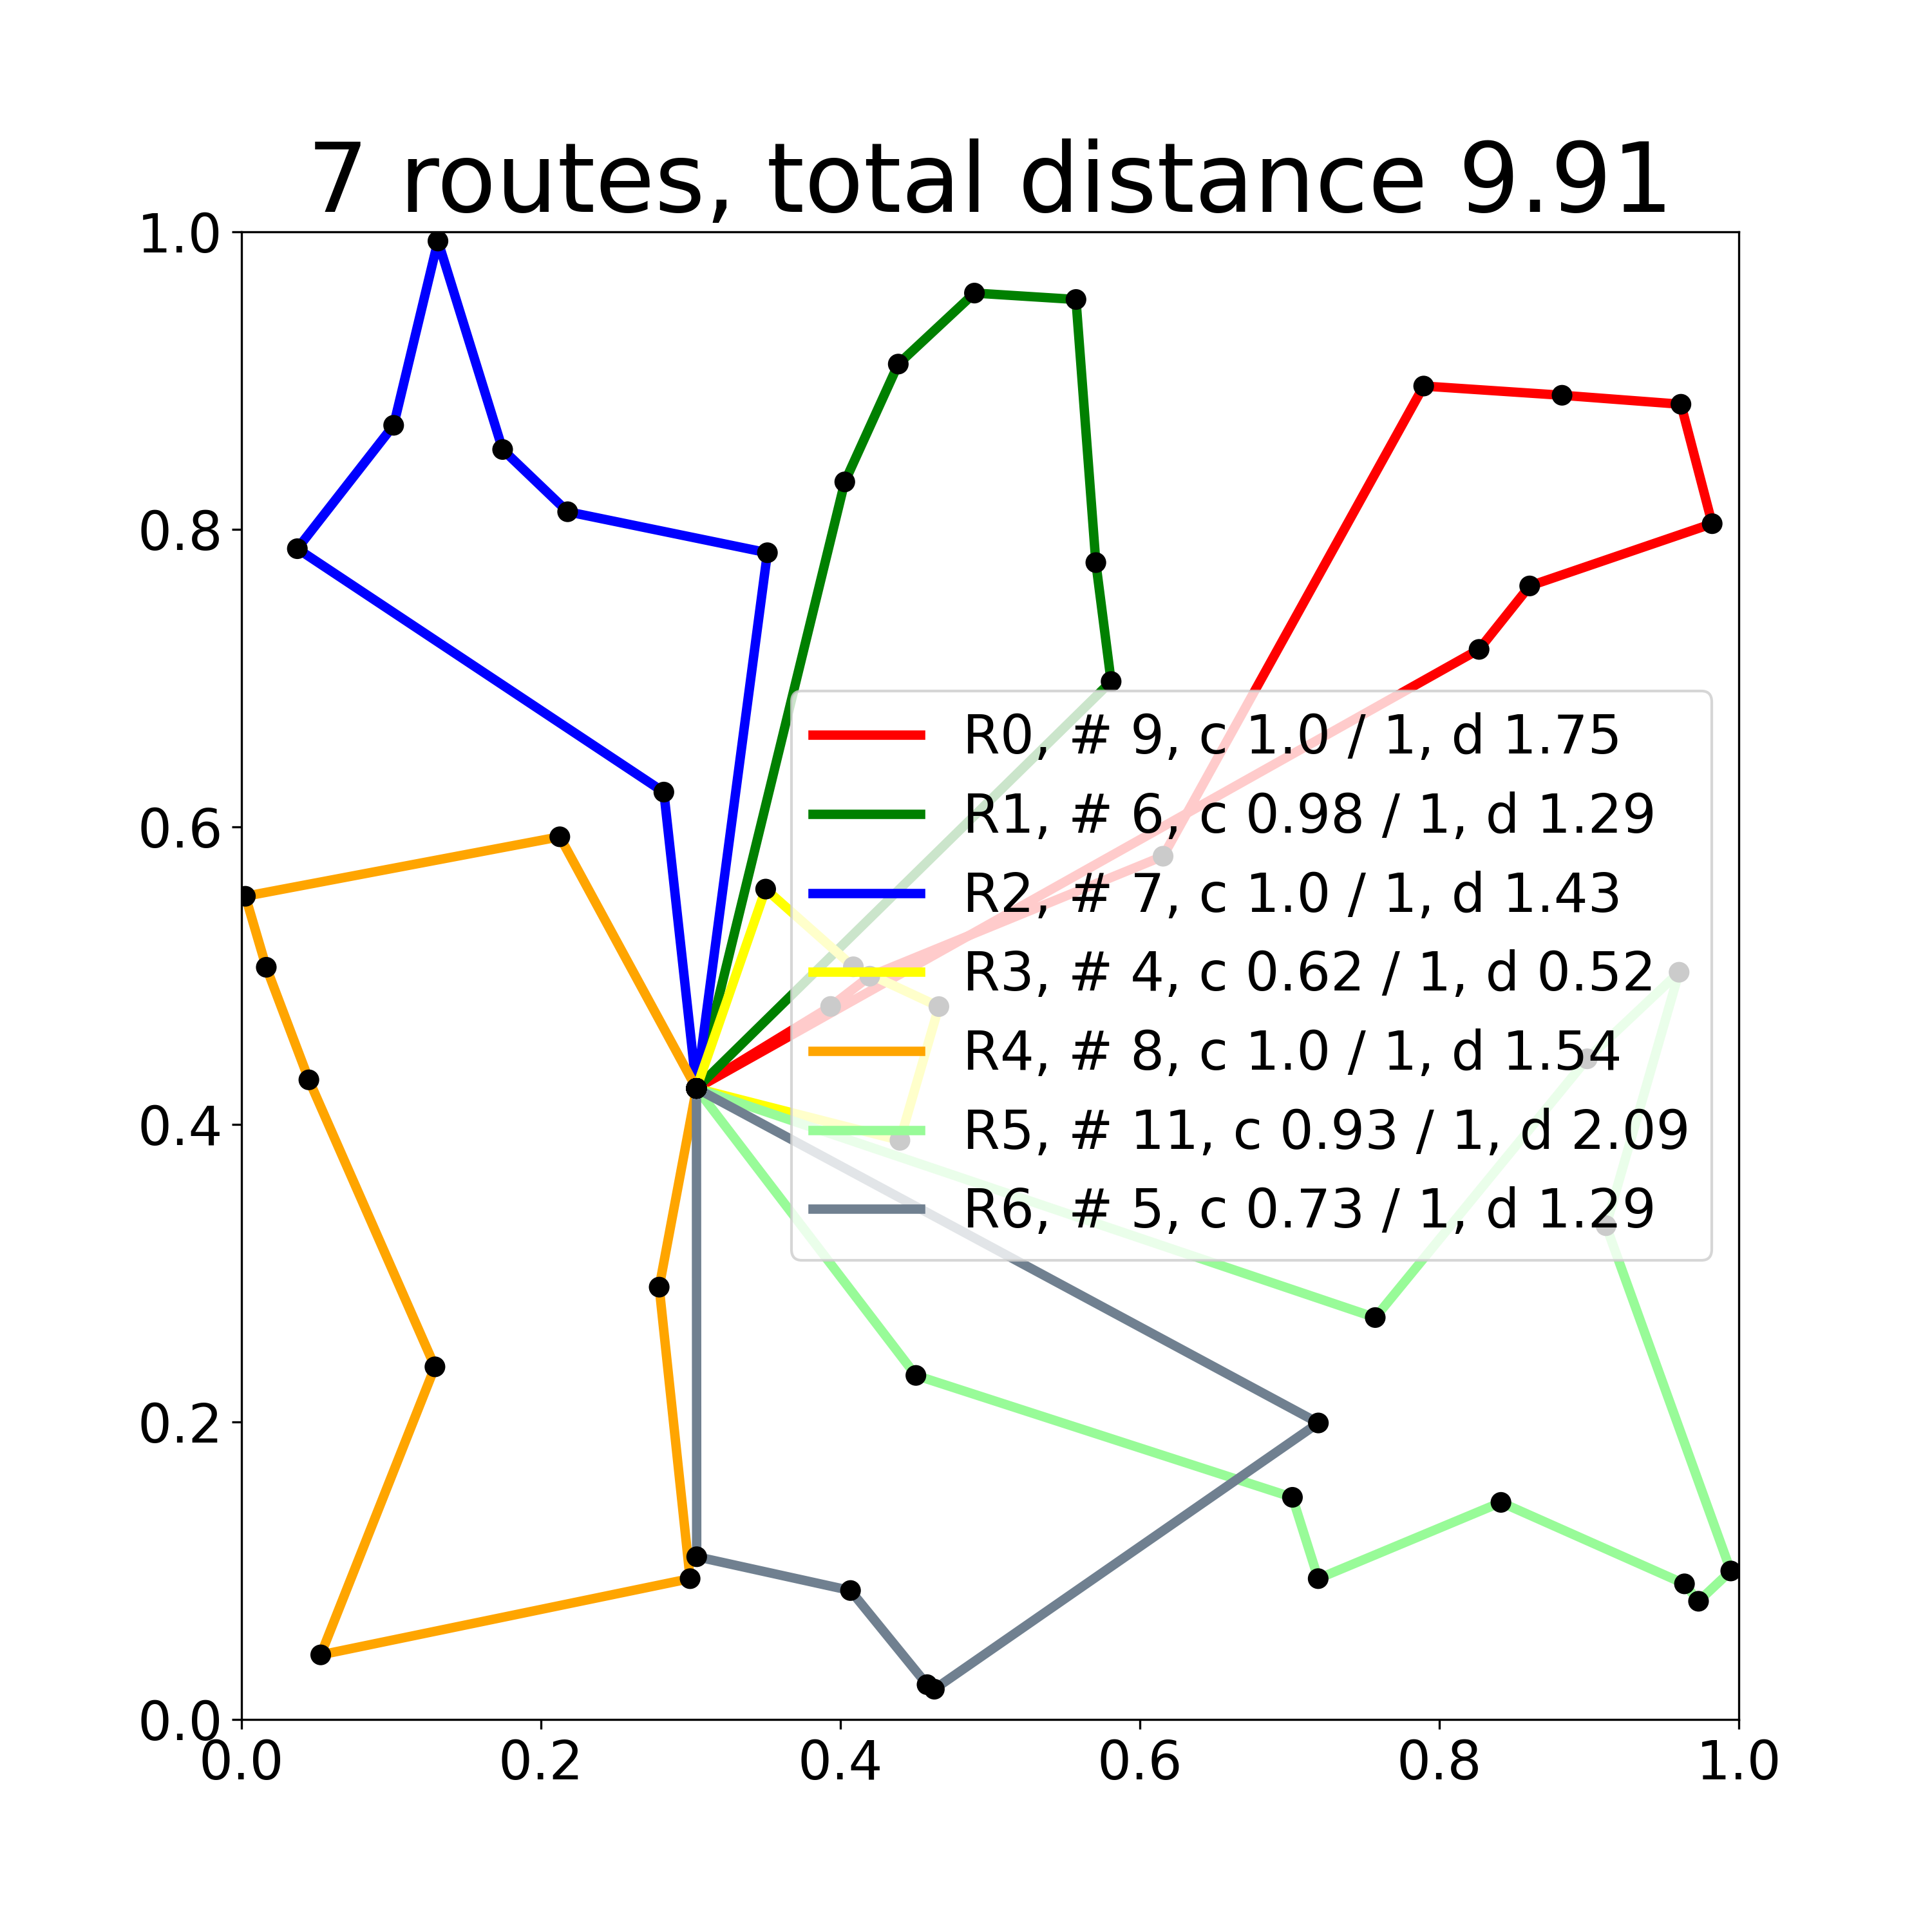 7 routes, total distance 9.91
1.0
0.8
0.6
0.4
0.2
0.0
R0, # 9, c 1.0 / 1, d 1.75
R1, # 6, c 0.98 / 1, d 1.29
R2, # 7, c 1.0 / 1, d 1.43
R3, # 4, c 0.62 / 1, d 0.52
R4, # 8, c 1.0 / 1, d 1.54
R5, # 11, c 0.93 / 1, d 2.09
R6, # 5, c 0.73 / 1, d 1.29
0.0 0.2 0.4 0.6 0.8 1.0